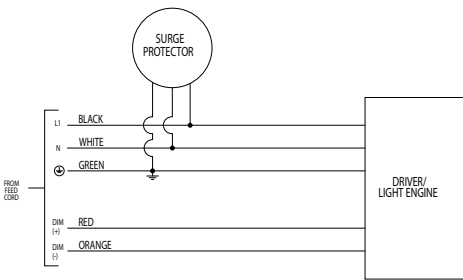 SURGE
PROTECTOR
L1 BLACK
N WHITE
GREEN
FROM
FEED
CORD
DRIVER/
LIGHT ENGINE
DIM
(+) RED
DIM
(-) ORANGE